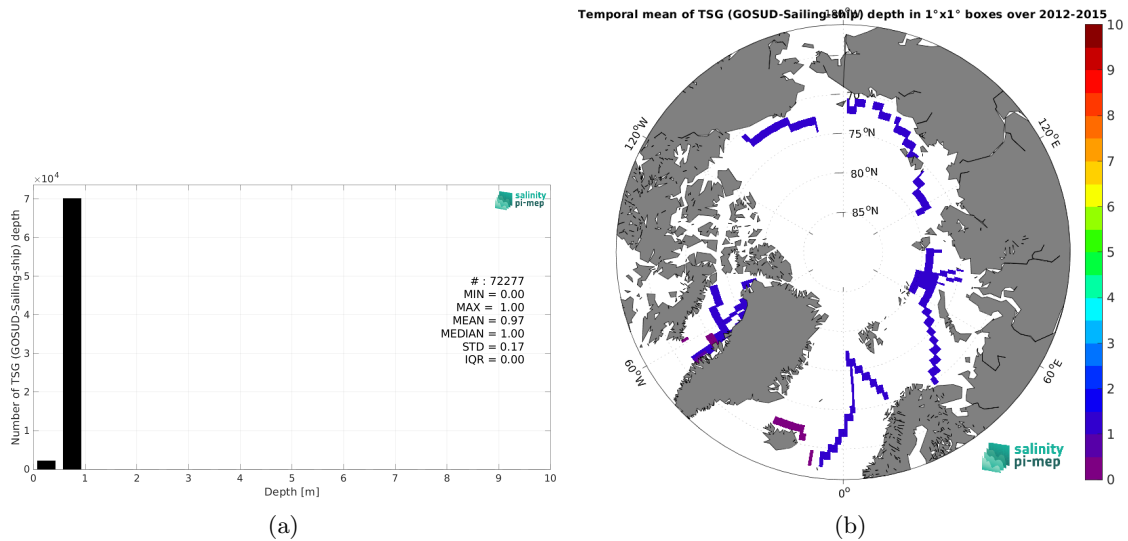 Temporal mean of TSG (GOSUD-Sailing-ship) depth in 1°x1° boxes over 2012-2015
×10⁴
7
6
5
4
3
2
1
0
Number of TSG (GOSUD-Sailing-ship) depth
0 1 2 3 4 5 6 7 8 9 10
Depth [m]
salinity
pi-mep
# : 72277
MIN = 0.00
MAX = 1.00
MEAN = 0.97
MEDIAN = 1.00
STD = 0.17
IQR = 0.00
(a)
120°W
120°E
75°N
80°N
85°N
60°W
60°E
0°
salinity
pi-mep
10
9
8
7
6
5
4
3
2
1
0
(b)